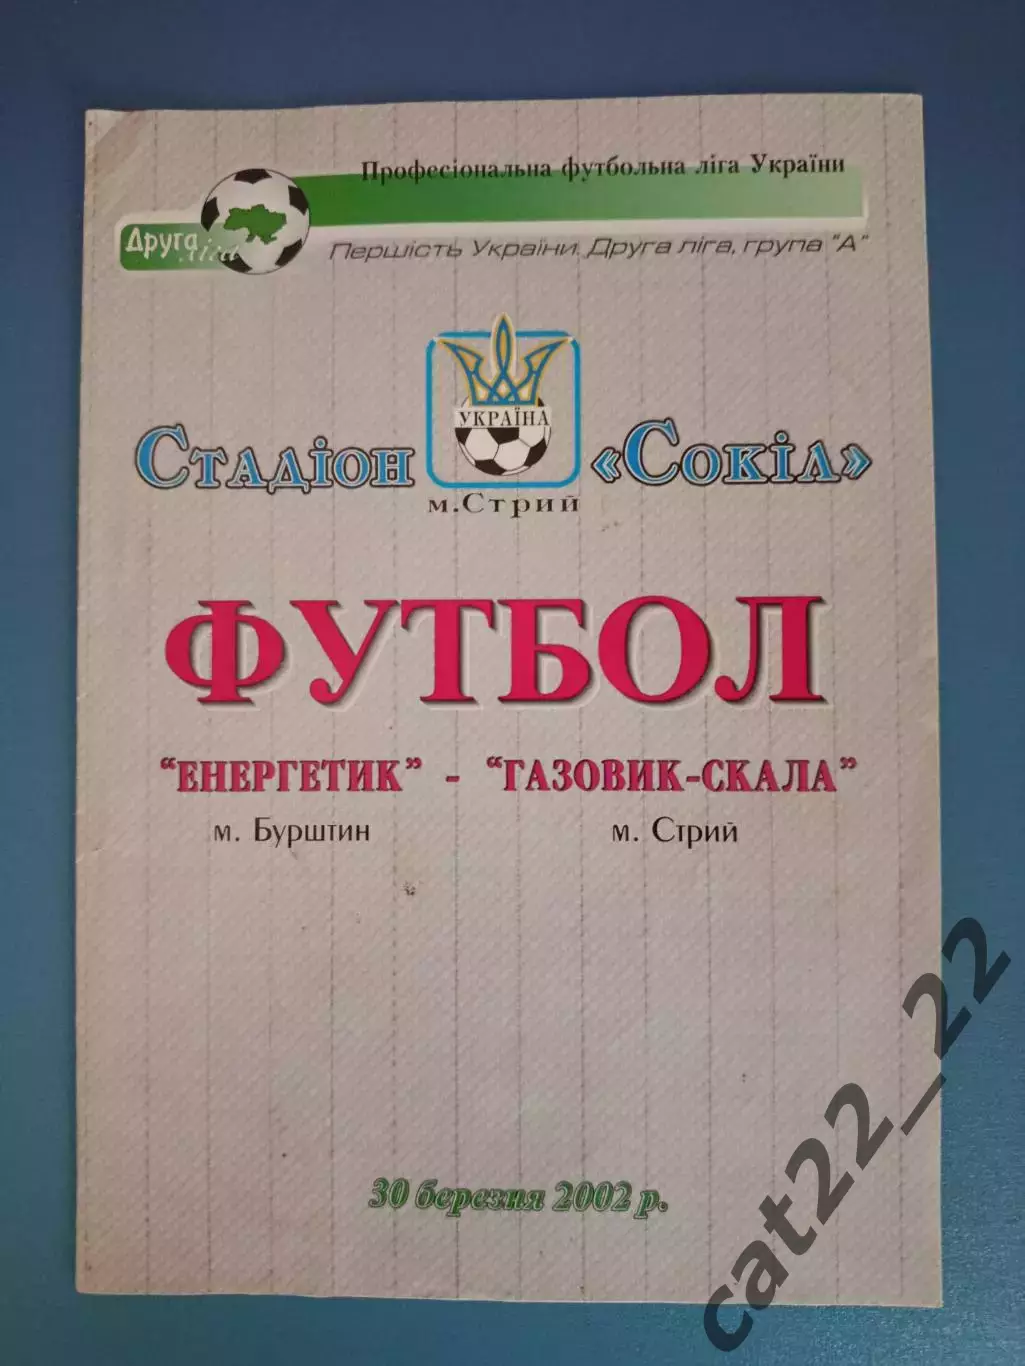 Професіональна футбольна ліга України
Друга ліга
Першість України. Друга ліга, група "А"
УКРАЇНА
Стадіон «Сокіл»
м.Стрий
ФУТБОЛ
"ЕНЕРГЕТИК" - "ГАЗОВИК-СКАЛА"
м. Бурштин м. Стрий
30 березня 2002 р.
cat22_22